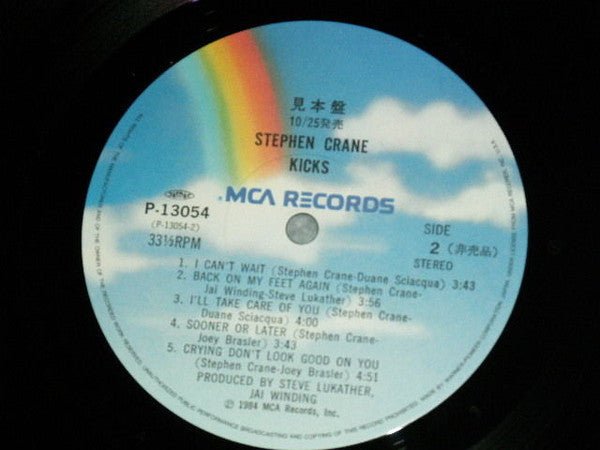 見本盤
10/25発売
STEPHEN CRANE
KICKS
MCA RECORDS
P-13054
(P-13054-2)
33⅓RPM
SIDE
2 (非売品)
STEREO
1. I CAN'T WAIT (Stephen Crane-Duane Sciacqua) 3:43
2. BACK ON MY FEET AGAIN (Stephen Crane-
Jai Winding-Steve Lukather) 3:56
3. I'LL TAKE CARE OF YOU (Stephen Crane-
Duane Sciacqua) 4:00
4. SOONER OR LATER (Stephen Crane-
Joey Brasler) 3:43
5. CRYING DON'T LOOK GOOD ON YOU
(Stephen Crane-Joey Brasler) 4:51
PRODUCED BY STEVE LUKATHER,
JAI WINDING
℗ 1984 MCA Records, Inc.